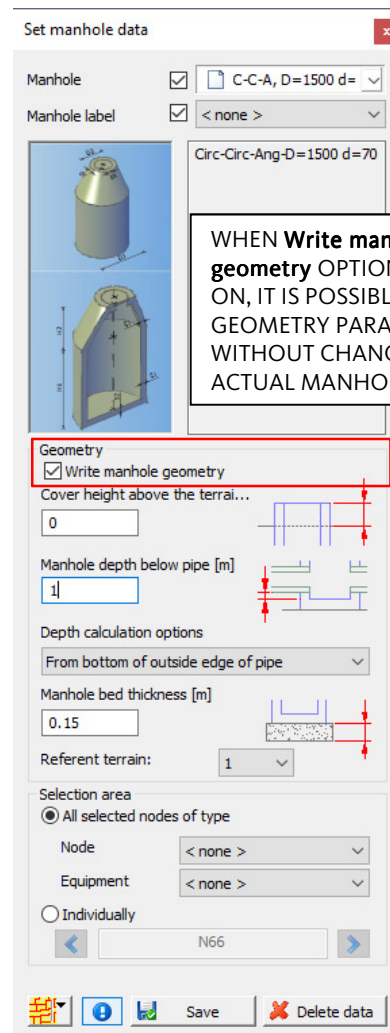 Set manhole data
x
Manhole
C-C-A, D=1500 d=
Manhole label
< none >
Circ-Circ-Ang-D=1500 d=70
WHEN Write man
geometry OPTION
ON, IT IS POSSIBL
GEOMETRY PARA
WITHOUT CHANG
ACTUAL MANHO
Geometry
Write manhole geometry
Cover height above the terrai...
0
Manhole depth below pipe [m]
1
Depth calculation options
From bottom of outside edge of pipe
Manhole bed thickness [m]
0.15
Referent terrain:
1
Selection area
All selected nodes of type
Node
< none >
Equipment
< none >
Individually
N66
Save
Delete data